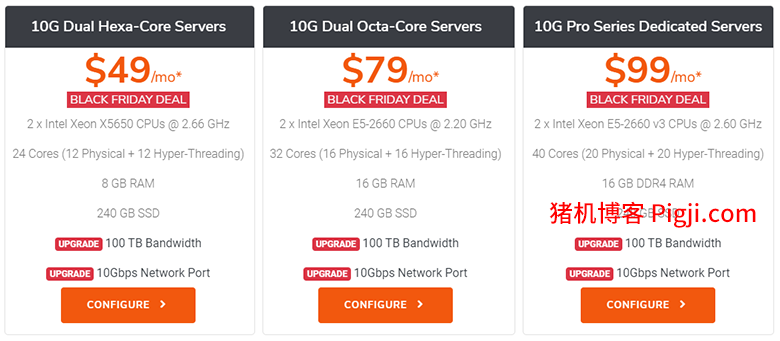 10G Dual Hexa-Core Servers
$49/mo*
BLACK FRIDAY DEAL
2 x Intel Xeon X5650 CPUs @ 2.66 GHz
24 Cores (12 Physical + 12 Hyper-Threading)
8 GB RAM
240 GB SSD
UPGRADE 100 TB Bandwidth
UPGRADE 10Gbps Network Port
CONFIGURE >
10G Dual Octa-Core Servers
$79/mo*
BLACK FRIDAY DEAL
2 x Intel Xeon E5-2660 CPUs @ 2.20 GHz
32 Cores (16 Physical + 16 Hyper-Threading)
16 GB RAM
240 GB SSD
UPGRADE 100 TB Bandwidth
UPGRADE 10Gbps Network Port
CONFIGURE >
10G Pro Series Dedicated Servers
$99/mo*
BLACK FRIDAY DEAL
2 x Intel Xeon E5-2660 v3 CPUs @ 2.60 GHz
40 Cores (20 Physical + 20 Hyper-Threading)
16 GB DDR4 RAM
猪机博客 Pigji.com
UPGRADE 100 TB Bandwidth
UPGRADE 10Gbps Network Port
CONFIGURE >